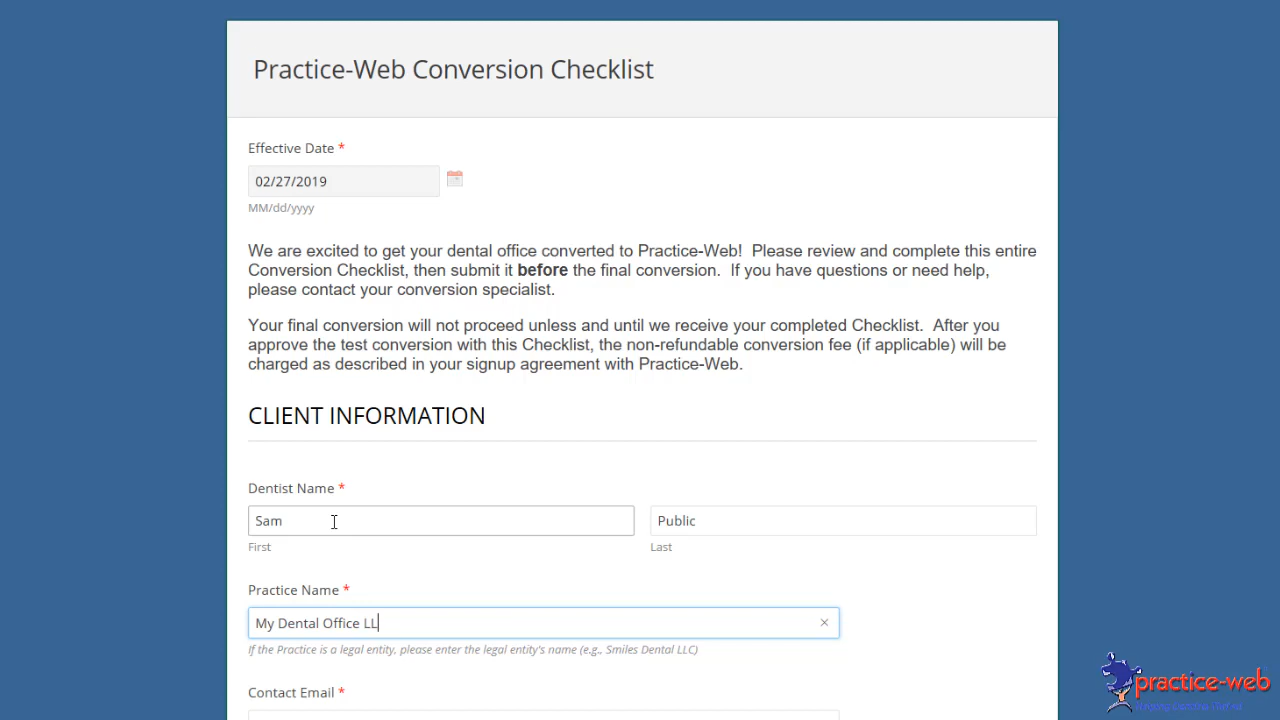 Practice-Web Conversion Checklist
Effective Date *
02/27/2019
MM/dd/yyyy
We are excited to get your dental office converted to Practice-Web!  Please review and complete this entire
Conversion Checklist, then submit it before the final conversion.  If you have questions or need help,
please contact your conversion specialist.
Your final conversion will not proceed unless and until we receive your completed Checklist.  After you
approve the test conversion with this Checklist, the non-refundable conversion fee (if applicable) will be
charged as described in your signup agreement with Practice-Web.
CLIENT INFORMATION
Dentist Name *
Sam Public
First Last
Practice Name *
My Dental Office LL
If the Practice is a legal entity, please enter the legal entity's name (e.g., Smiles Dental LLC)
Contact Email *
practice-web